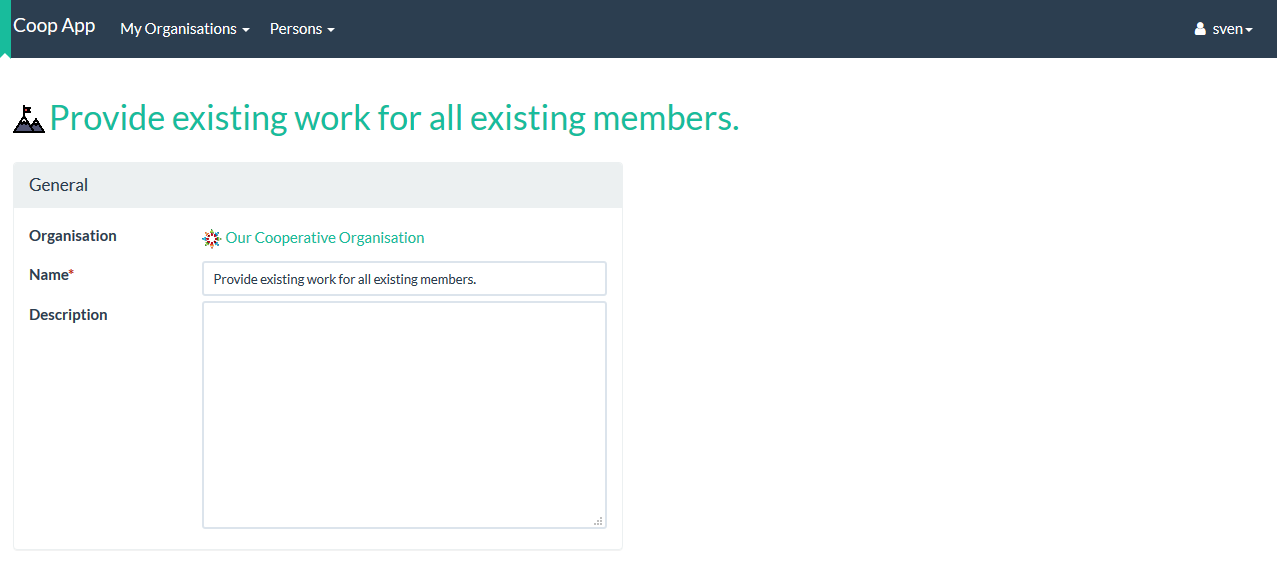 Coop App My Organisations Persons sven
Provide existing work for all existing members.
General
Organisation Our Cooperative Organisation
Name* Provide existing work for all existing members.
Description